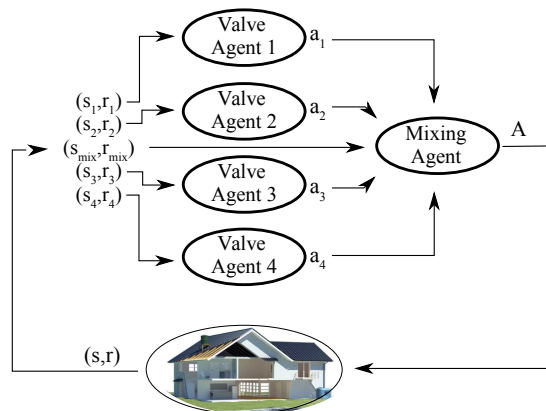 Valve
Agent 1
a₁
(s₁,r₁)
Valve
Agent 2
a₂
(s₂,r₂)
(sₘᵢₓ,rₘᵢₓ)
Mixing
Agent
A
(s₃,r₃)
Valve
Agent 3
a₃
(s₄,r₄)
Valve
Agent 4
a₄
(s,r)